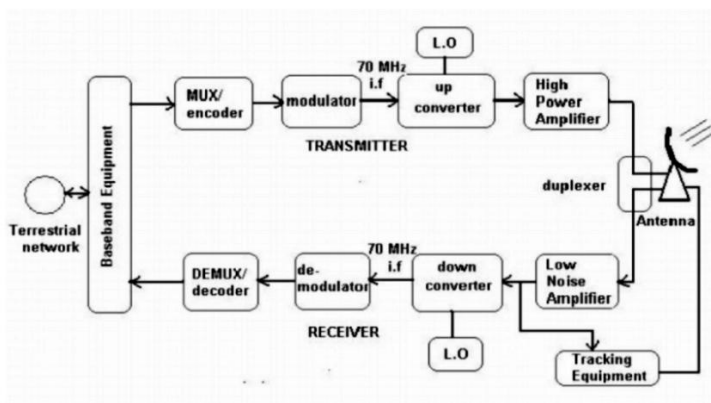 L.O
70 MHz
i.f
MUX/
encoder
modulator
up
converter
High
Power
Amplifier
TRANSMITTER
Baseband Equipment
duplexer
Terrestrial
network
Antenna
70 MHz
i.f
DEMUX/
decoder
de-
modulator
down
converter
Low
Noise
Amplifier
RECEIVER
L.O
Tracking
Equipment